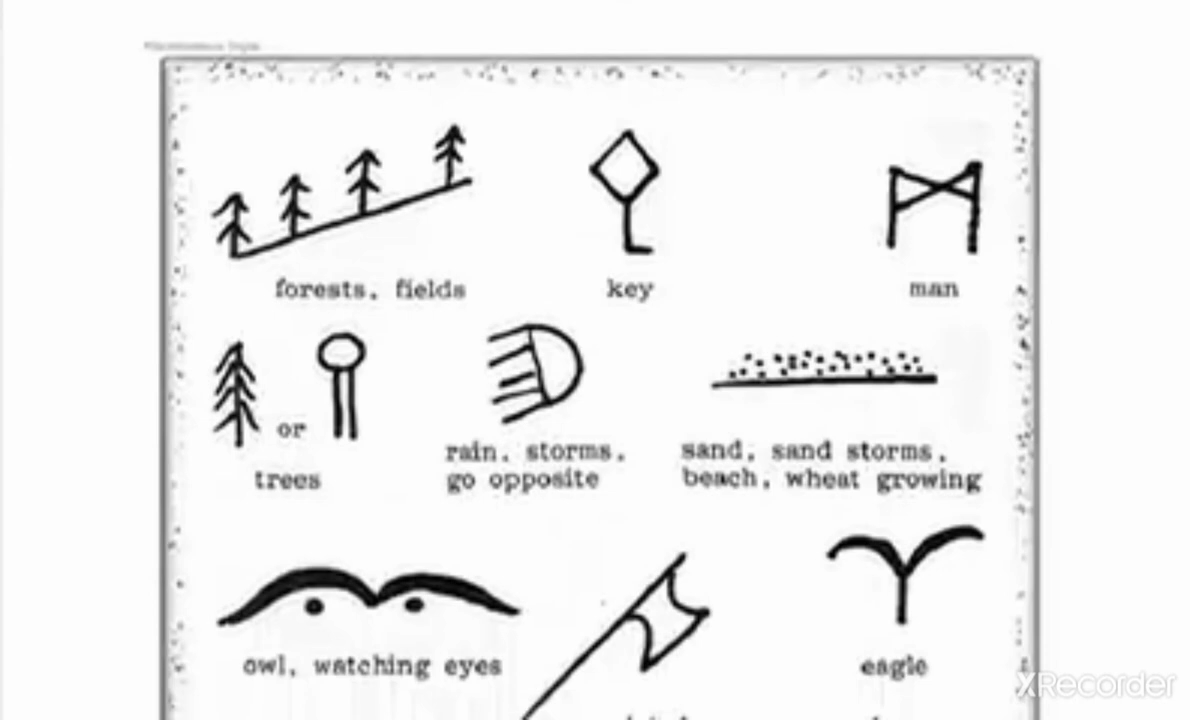 forests, fields
key
man
or
trees
rain, storms,
go opposite
sand, sand storms,
beach, wheat growing
owl, watching eyes
eagle
XRecorder